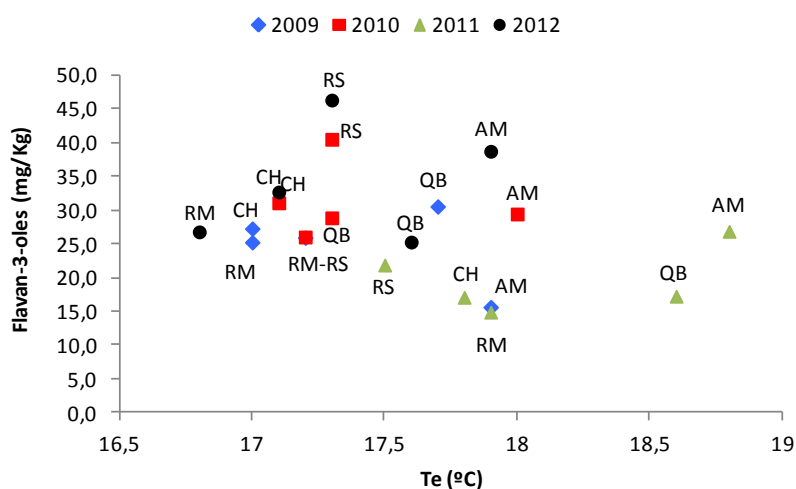 2009 2010 2011 2012
Flavan-3-oles (mg/Kg)
50,0
45,0
40,0
35,0
30,0
25,0
20,0
15,0
10,0
5,0
0,0
RS
RS
AM
CH
CH
QB
AM
RM
CH
QB
QB
AM
RM
RM-RS
RS
CH
AM
QB
RM
16,5 17 17,5 18 18,5 19
Te (ºC)